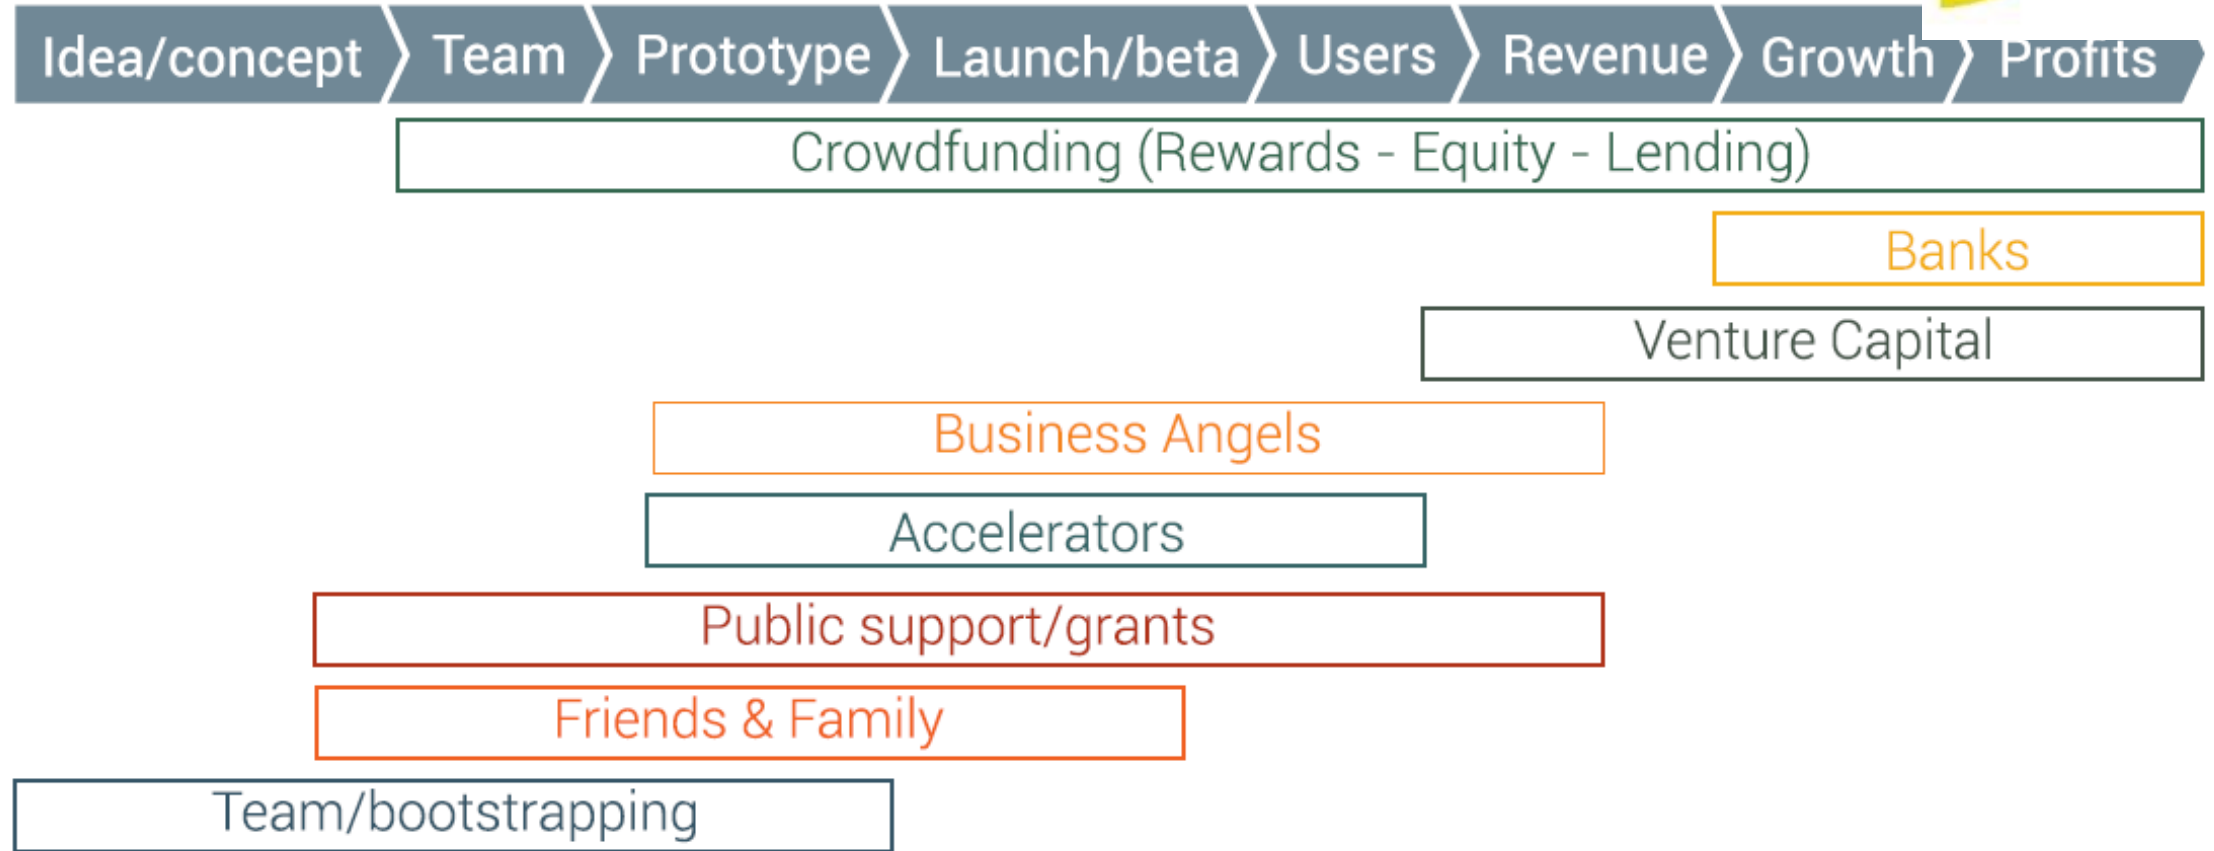 Idea/concept Team Prototype Launch/beta Users Revenue Growth Profits
Crowdfunding (Rewards - Equity - Lending)
Banks
Venture Capital
Business Angels
Accelerators
Public support/grants
Friends & Family
Team/bootstrapping